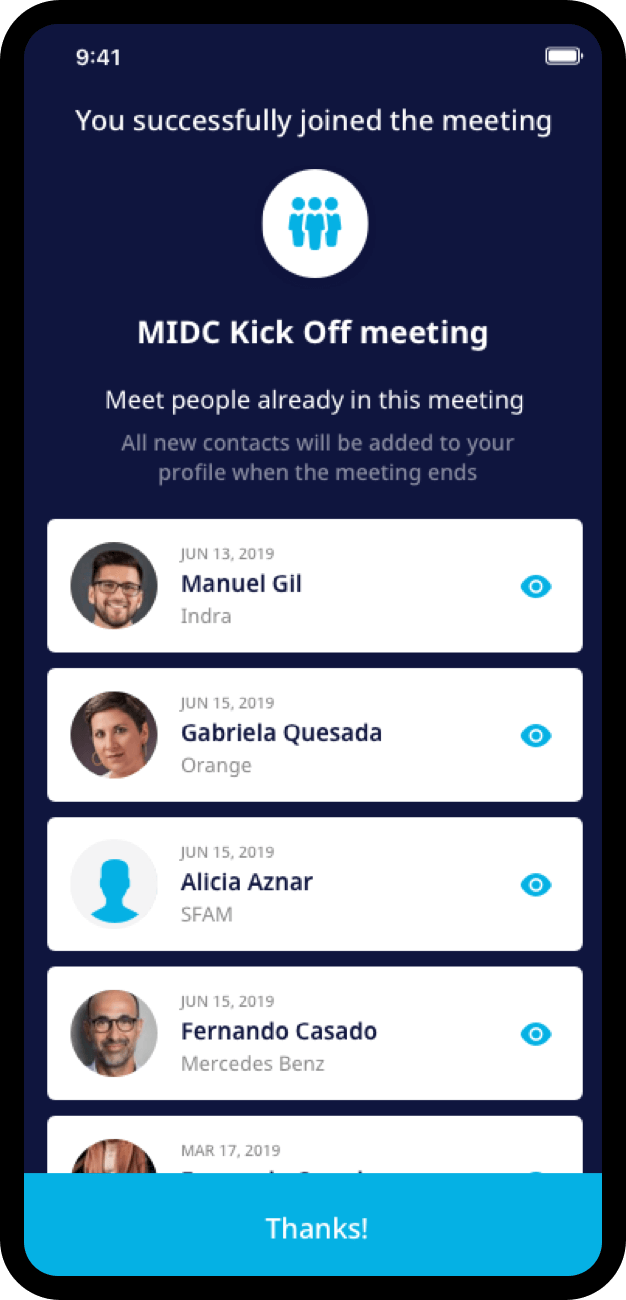 9:41
You successfully joined the meeting
MIDC Kick Off meeting
Meet people already in this meeting
All new contacts will be added to your
profile when the meeting ends
JUN 13, 2019
Manuel Gil
Indra
JUN 15, 2019
Gabriela Quesada
Orange
JUN 15, 2019
Alicia Aznar
SFAM
JUN 15, 2019
Fernando Casado
Mercedes Benz
MAR 17, 2019
Thanks!